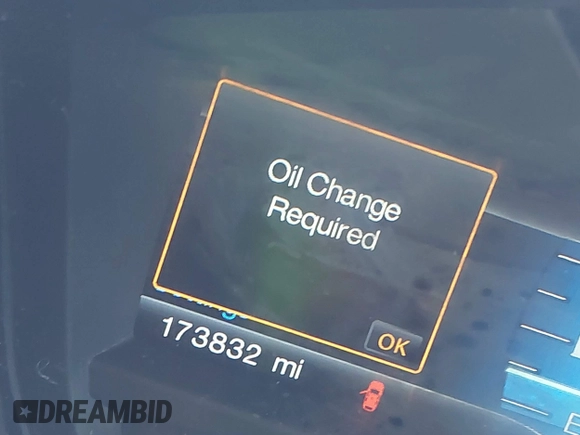 Oil Change
Required
OK
173832 mi
E
DREAMBID